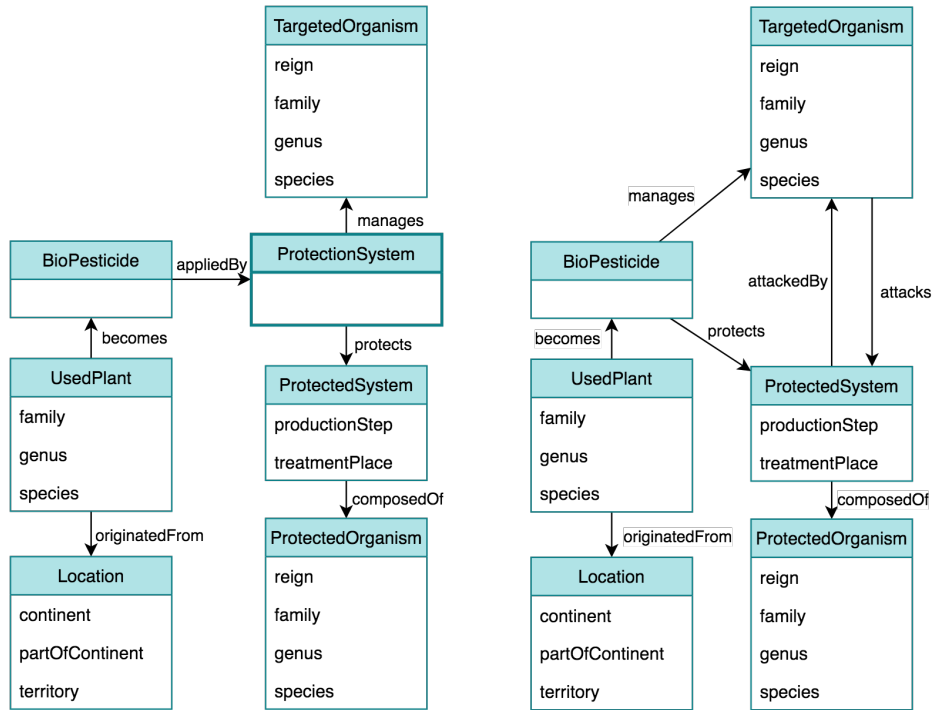 TargetedOrganism
reign
family
genus
species
manages
BioPesticide
appliedBy
ProtectionSystem
becomes
protects
UsedPlant
family
genus
species
ProtectedSystem
productionStep
treatmentPlace
originatedFrom
composedOf
Location
continent
partOfContinent
territory
ProtectedOrganism
reign
family
genus
species
TargetedOrganism
reign
family
genus
species
manages
BioPesticide
attackedBy
attacks
becomes
protects
UsedPlant
family
genus
species
ProtectedSystem
productionStep
treatmentPlace
originatedFrom
composedOf
Location
continent
partOfContinent
territory
ProtectedOrganism
reign
family
genus
species